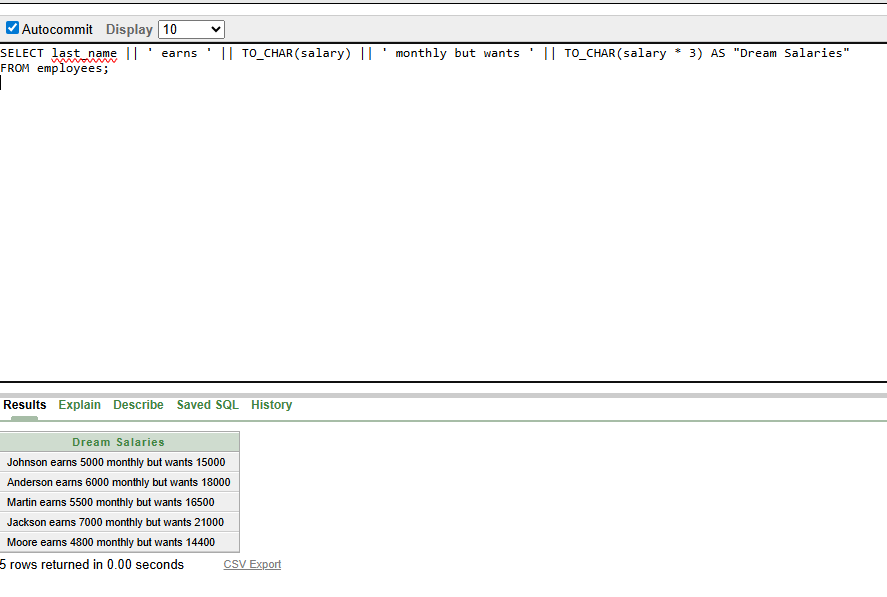 Autocommit Display 10
SELECT last_name || ' earns ' || TO_CHAR(salary) || ' monthly but wants ' || TO_CHAR(salary * 3) AS "Dream Salaries"
FROM employees;
Results Explain Describe Saved SQL History
Dream Salaries
Johnson earns 5000 monthly but wants 15000
Anderson earns 6000 monthly but wants 18000
Martin earns 5500 monthly but wants 16500
Jackson earns 7000 monthly but wants 21000
Moore earns 4800 monthly but wants 14400
5 rows returned in 0.00 seconds CSV Export